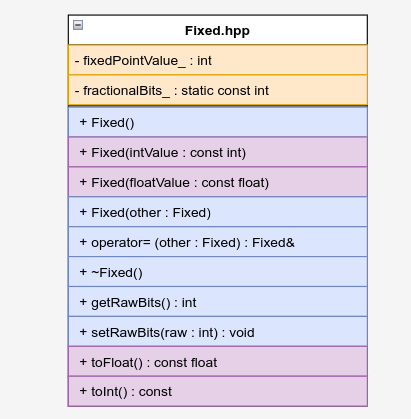 Fixed.hpp
- fixedPointValue_ : int
- fractionalBits_ : static const int
+ Fixed()
+ Fixed(intValue : const int)
+ Fixed(floatValue : const float)
+ Fixed(other : Fixed)
+ operator= (other : Fixed) : Fixed&
+ ~Fixed()
+ getRawBits() : int
+ setRawBits(raw : int) : void
+ toFloat() : const float
+ toInt() : const